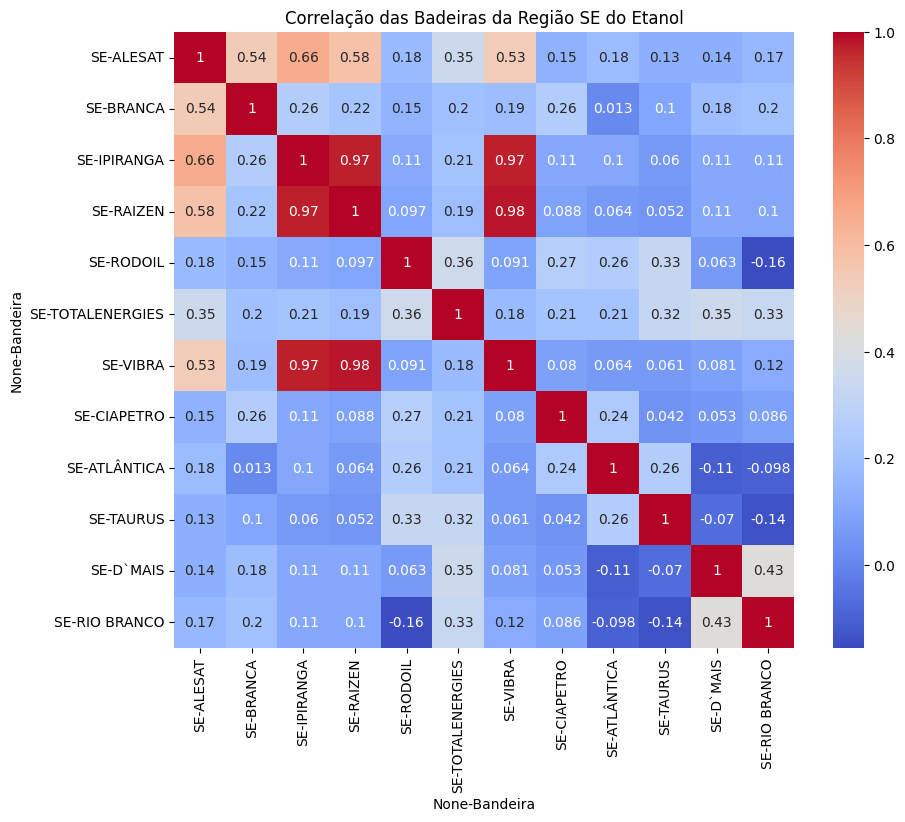 Correlação das Badeiras da Região SE do Etanol
SE-ALESAT 1 0.54 0.66 0.58 0.18 0.35 0.53 0.15 0.18 0.13 0.14 0.17
SE-BRANCA 0.54 1 0.26 0.22 0.15 0.2 0.19 0.26 0.013 0.1 0.18 0.2
SE-IPIRANGA 0.66 0.26 1 0.97 0.11 0.21 0.97 0.11 0.1 0.06 0.11 0.11
SE-RAIZEN 0.58 0.22 0.97 1 0.097 0.19 0.98 0.088 0.064 0.052 0.11 0.1
SE-RODOIL 0.18 0.15 0.11 0.097 1 0.36 0.091 0.27 0.26 0.33 0.063 -0.16
SE-TOTALENERGIES 0.35 0.2 0.21 0.19 0.36 1 0.18 0.21 0.21 0.32 0.35 0.33
SE-VIBRA 0.53 0.19 0.97 0.98 0.091 0.18 1 0.08 0.064 0.061 0.081 0.12
SE-CIAPETRO 0.15 0.26 0.11 0.088 0.27 0.21 0.08 1 0.24 0.042 0.053 0.086
SE-ATLÂNTICA 0.18 0.013 0.1 0.064 0.26 0.21 0.064 0.24 1 0.26 -0.11 -0.098
SE-TAURUS 0.13 0.1 0.06 0.052 0.33 0.32 0.061 0.042 0.26 1 -0.07 -0.14
SE-D`MAIS 0.14 0.18 0.11 0.11 0.063 0.35 0.081 0.053 -0.11 -0.07 1 0.43
SE-RIO BRANCO 0.17 0.2 0.11 0.1 -0.16 0.33 0.12 0.086 -0.098 -0.14 0.43 1
None-Bandeira
SE-ALESAT
SE-BRANCA
SE-IPIRANGA
SE-RAIZEN
SE-RODOIL
SE-TOTALENERGIES
SE-VIBRA
SE-CIAPETRO
SE-ATLÂNTICA
SE-TAURUS
SE-D`MAIS
SE-RIO BRANCO
None-Bandeira
1.0
0.8
0.6
0.4
0.2
0.0